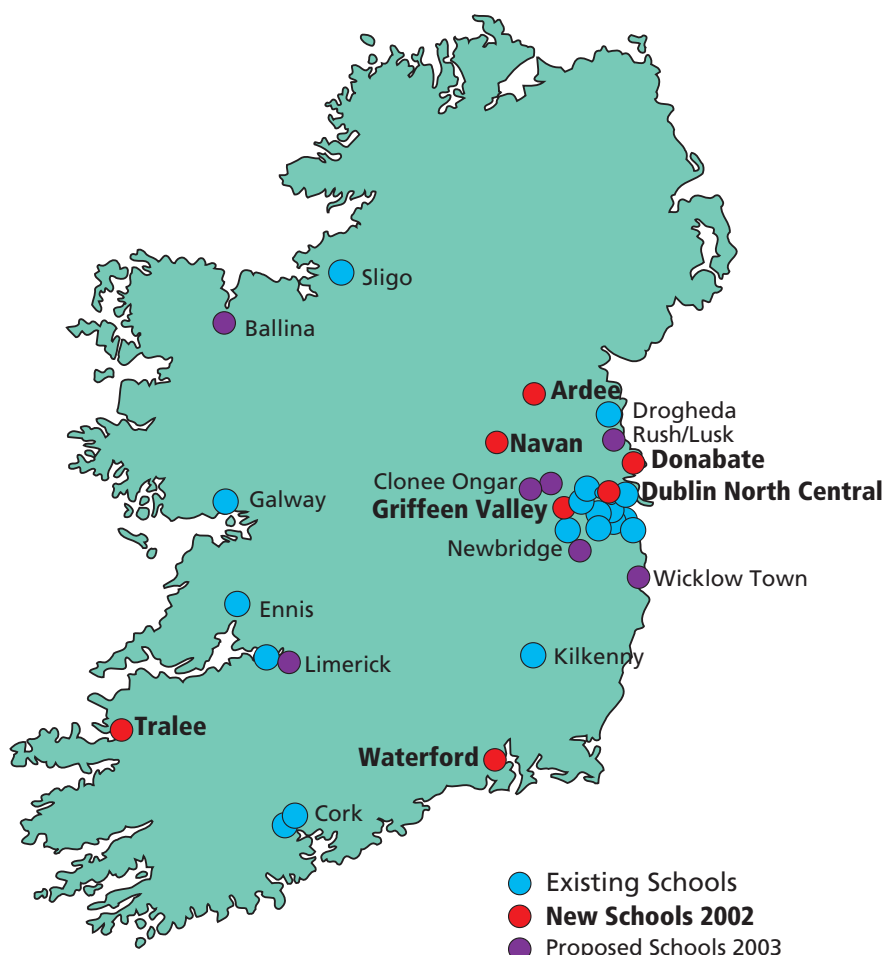 Sligo
Ballina
Ardee
Drogheda
Rush/Lusk
Navan
Donabate
Clonee Ongar
Dublin North Central
Galway
Griffeen Valley
Newbridge
Wicklow Town
Ennis
Kilkenny
Limerick
Tralee
Waterford
Cork
Existing Schools
New Schools 2002
Proposed Schools 2003